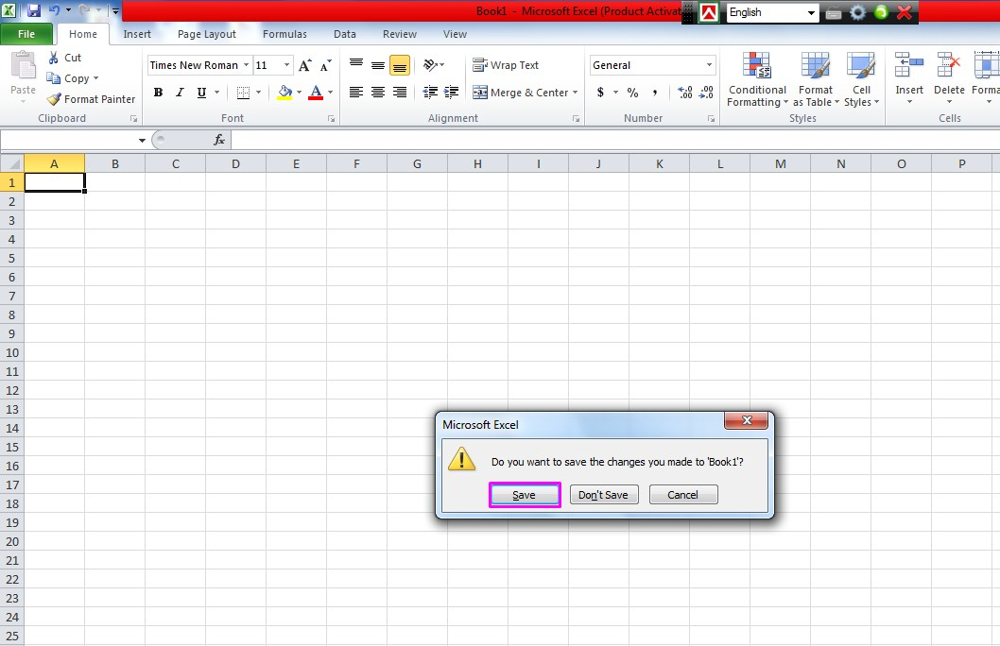 Book1 - Microsoft Excel (Product Activat
English
File Home Insert Page Layout Formulas Data Review View
Paste
Cut
Copy
Format Painter
Clipboard
Times New Roman 11 A A
B I U A
Font
Wrap Text
Merge & Center
Alignment
General
$ % ,
Number
Conditional Formatting
Format as Table
Cell Styles
Styles
Insert Delete Forma
Cells
fx
A B C D E F G H I J K L M N O P
1
2
3
4
5
6
7
8
9
10
11
12
13
14
15
16
17
18
19
20
21
22
23
24
25
Microsoft Excel
Do you want to save the changes you made to 'Book1'?
Save Don't Save Cancel